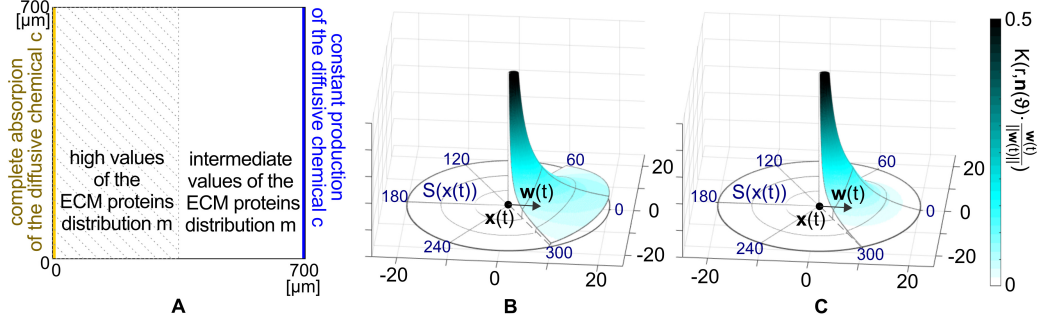 700
[µm]
complete absorpion
of the diffusive chemical c
high values
of the
ECM proteins
distribution m
intermediate
values of the
ECM proteins
distribution m
constant production
of the diffusive chemical c
0
0
700
[µm]
A
120
60
180
S(x(t))
w(t)
x(t)
0
240
300
20
0
-20
-20
0
20
B
120
60
180
S(x(t))
w(t)
x(t)
0
240
300
20
0
-20
-20
0
20
C
0.5
K(r,n(ϑ)·w(t)/||w(t)||)
0